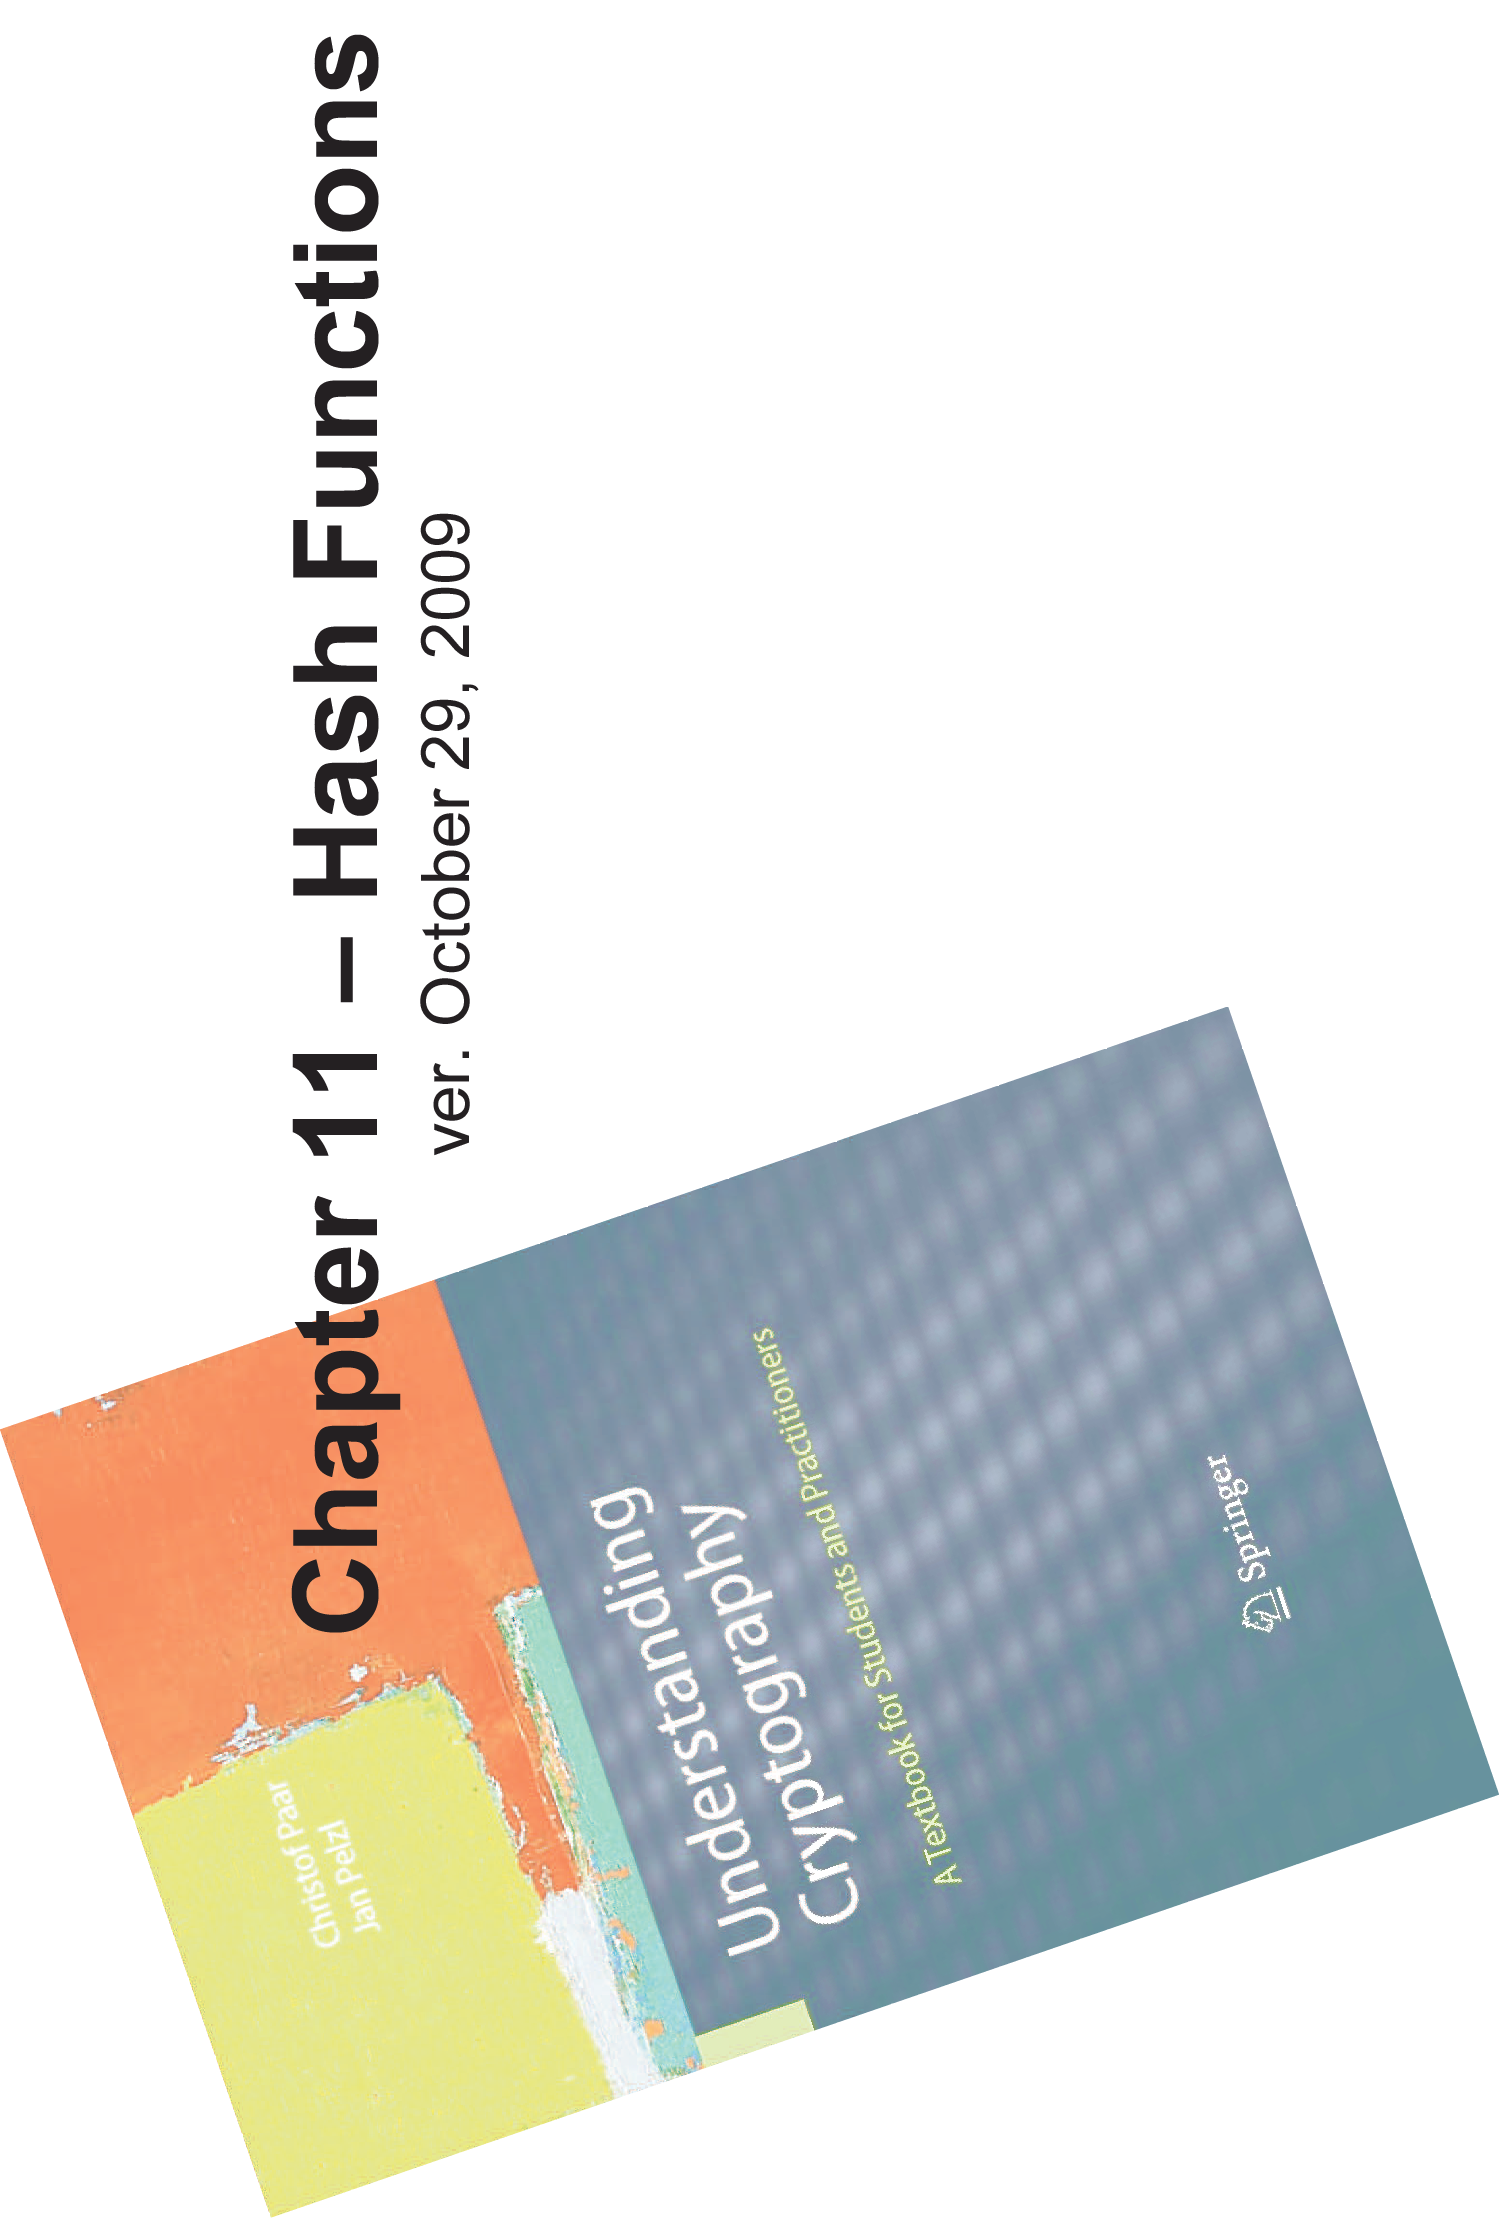 Chapter 11 – Hash Functions
ver. October 29, 2009
Christof Paar
Jan Pelzl
Understanding
Cryptography
A Textbook for Students and Practitioners
Springer